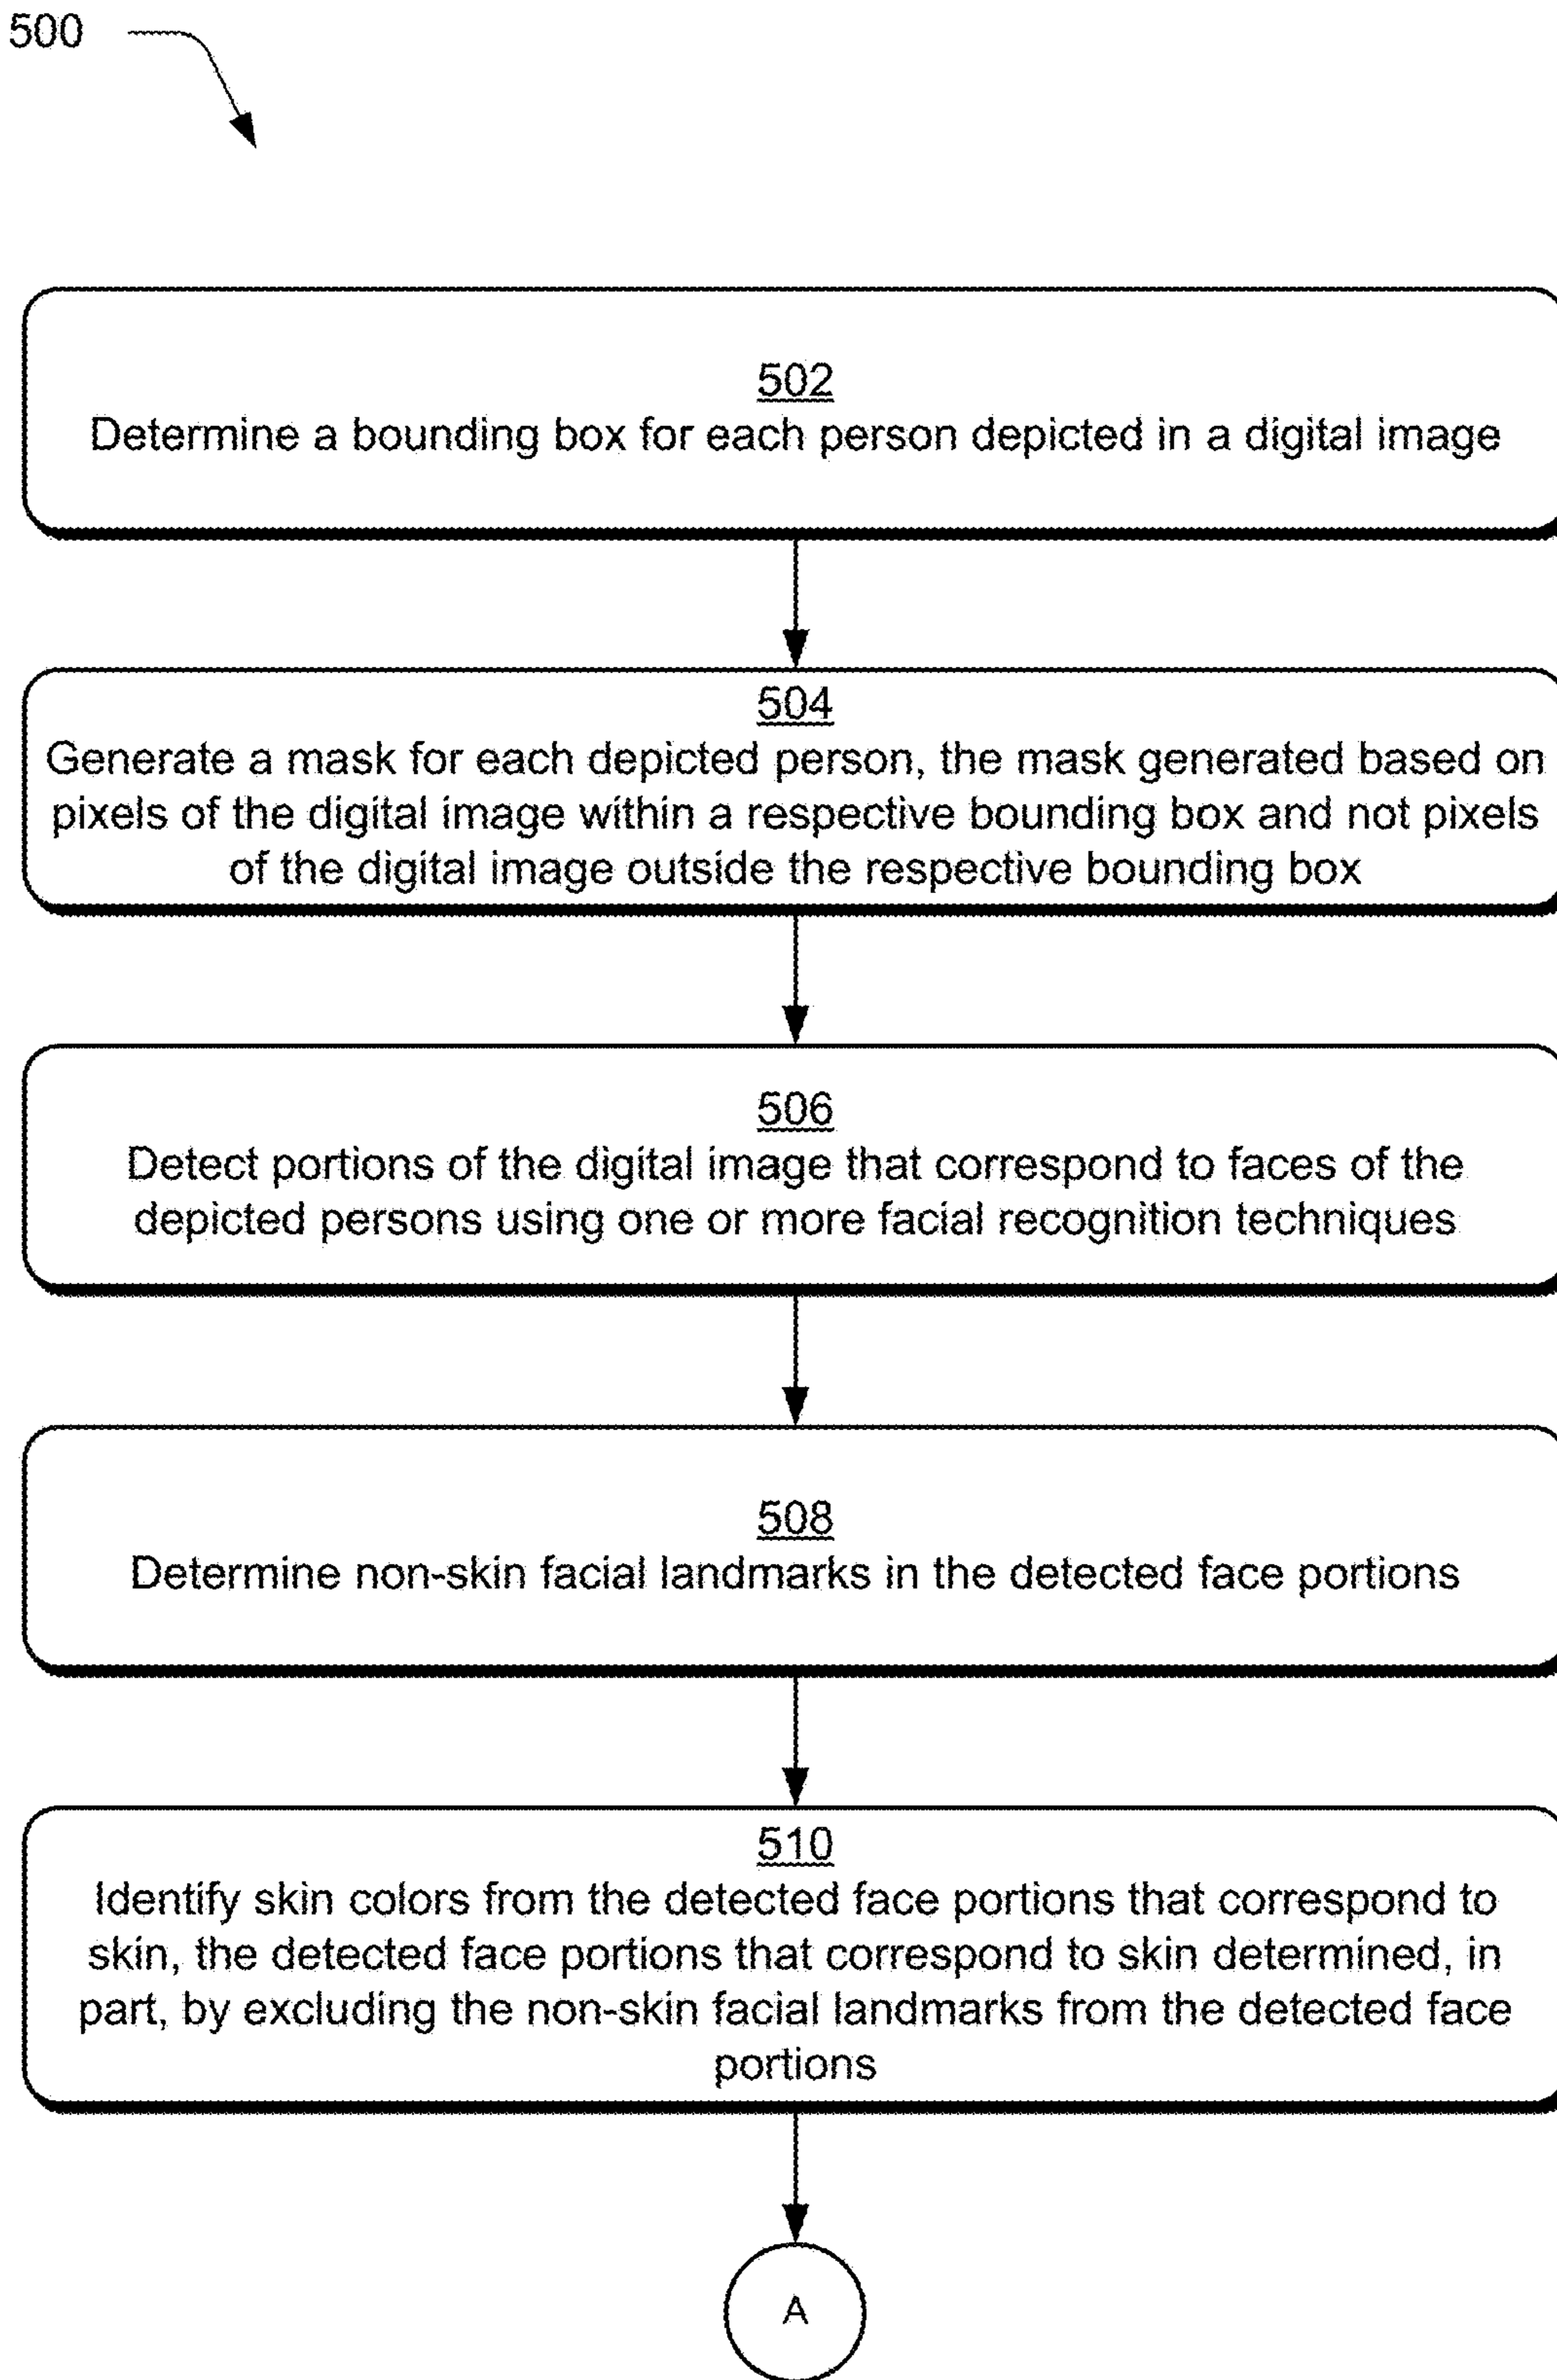 500
502
Determine a bounding box for each person depicted in a digital image
504
Generate a mask for each depicted person, the mask generated based on
pixels of the digital image within a respective bounding box and not pixels
of the digital image outside the respective bounding box
506
Detect portions of the digital image that correspond to faces of the
depicted persons using one or more facial recognition techniques
508
Determine non-skin facial landmarks in the detected face portions
510
Identify skin colors from the detected face portions that correspond to
skin, the detected face portions that correspond to skin determined, in
part, by excluding the non-skin facial landmarks from the detected face
portions
A